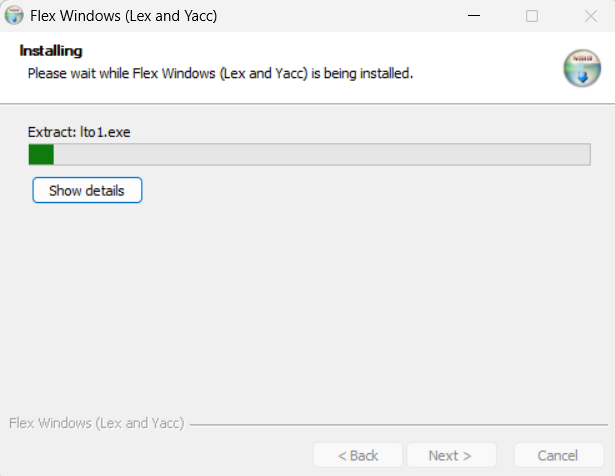 Flex Windows (Lex and Yacc)
Installing
Please wait while Flex Windows (Lex and Yacc) is being installed.
Extract: lto1.exe
Show details
Flex Windows (Lex and Yacc)
< Back
Next >
Cancel